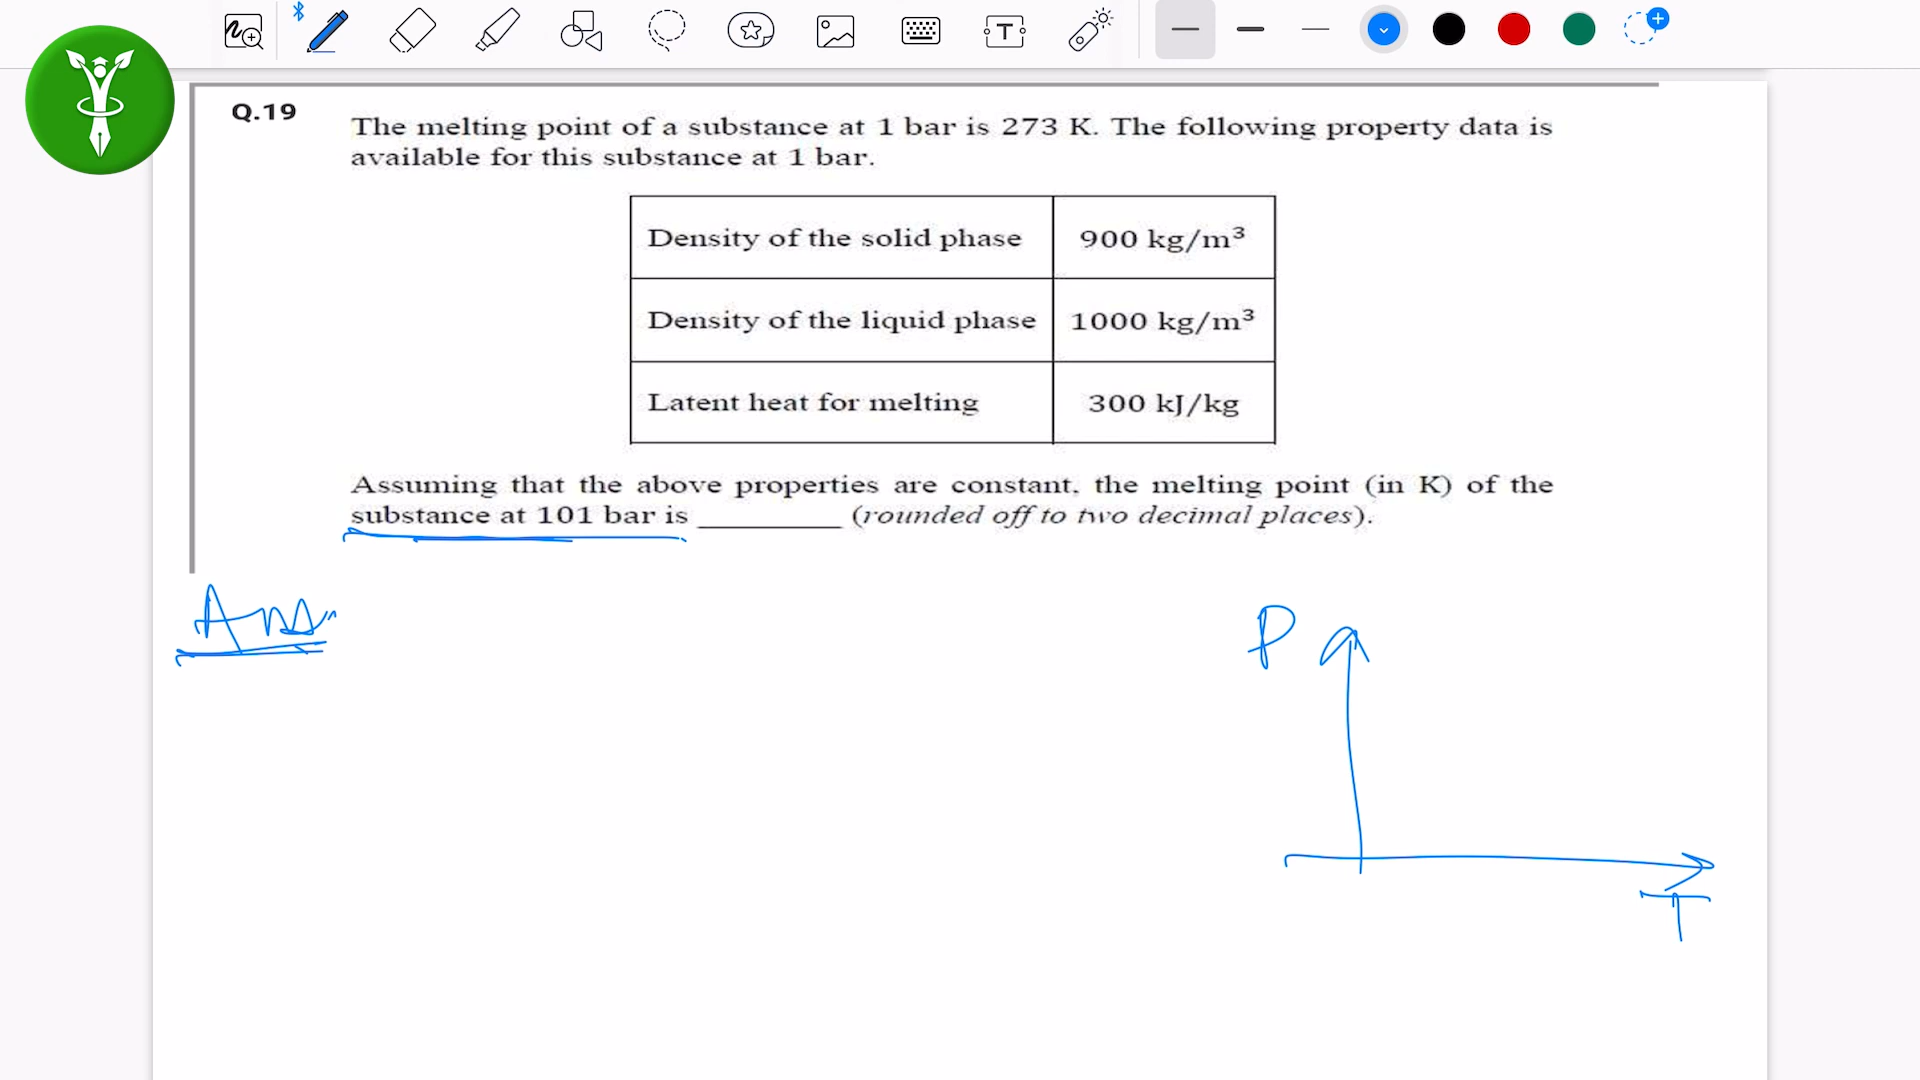 Q.19
The melting point of a substance at 1 bar is 273 K. The following property data is
available for this substance at 1 bar.
Density of the solid phase 900 kg/m³
Density of the liquid phase 1000 kg/m³
Latent heat for melting 300 kJ/kg
Assuming that the above properties are constant, the melting point (in K) of the
substance at 101 bar is ________ (rounded off to two decimal places).
Ans
P
T